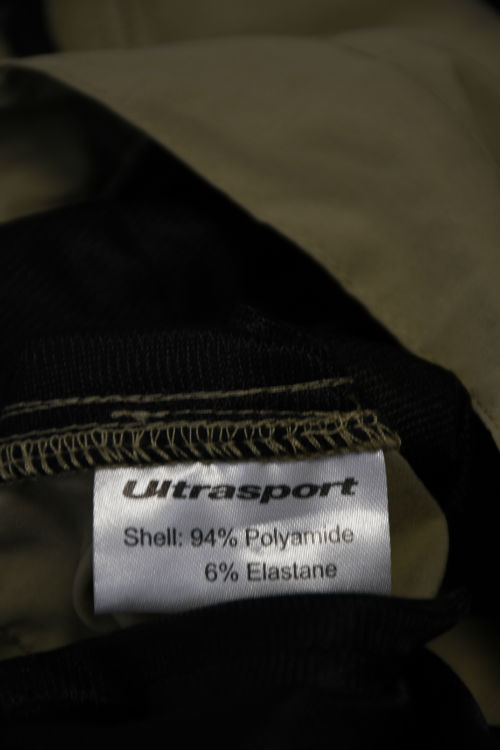 Ultrasport
Shell: 94% Polyamide
6% Elastane